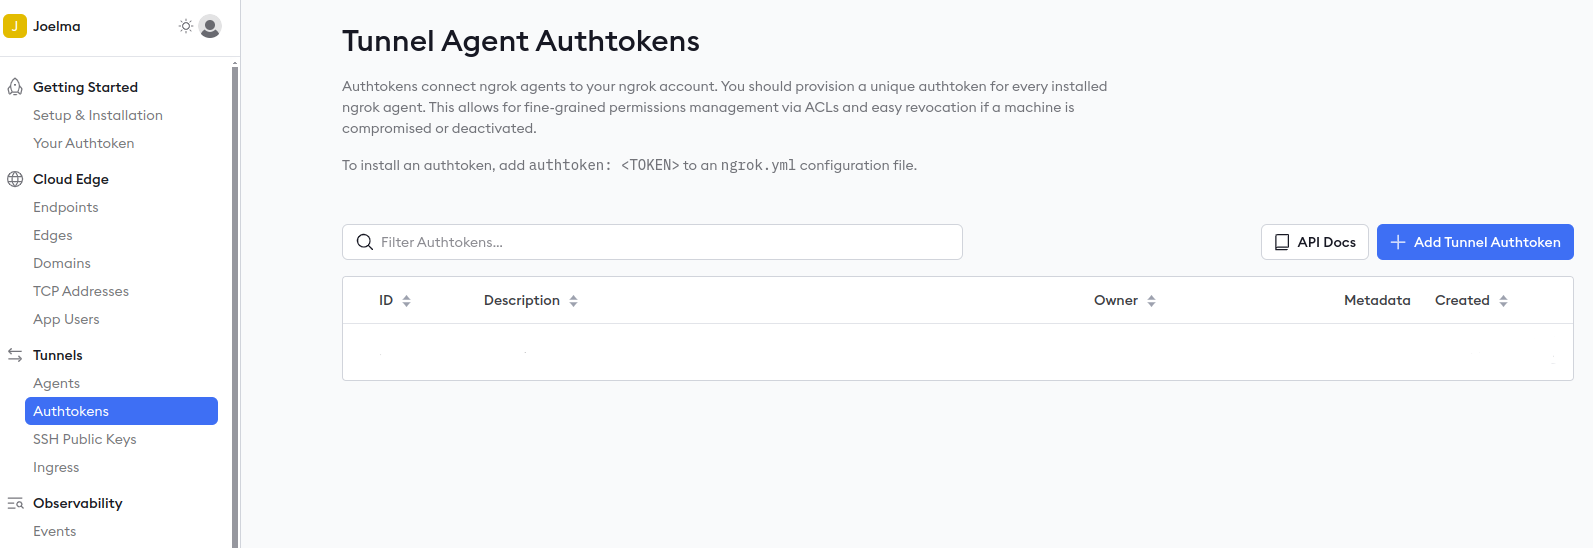 J Joelma
Getting Started
Setup & Installation
Your Authtoken
Cloud Edge
Endpoints
Edges
Domains
TCP Addresses
App Users
Tunnels
Agents
Authtokens
SSH Public Keys
Ingress
Observability
Events
Tunnel Agent Authtokens
Authtokens connect ngrok agents to your ngrok account. You should provision a unique authtoken for every installed
ngrok agent. This allows for fine-grained permissions management via ACLs and easy revocation if a machine is
compromised or deactivated.
To install an authtoken, add authtoken: <TOKEN> to an ngrok.yml configuration file.
Filter Authtokens...
API Docs
Add Tunnel Authtoken
ID Description Owner Metadata Created